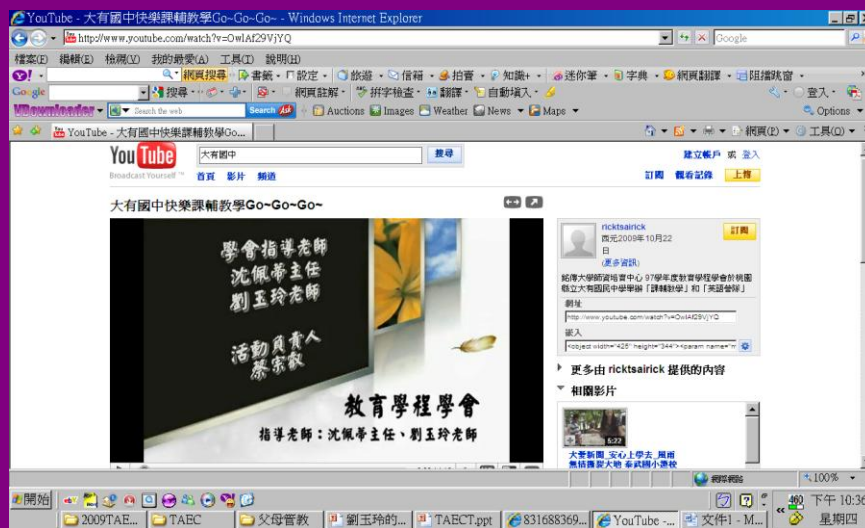 YouTube - 大有國中快樂課輔教學Go~Go~Go~ - Windows Internet Explorer
http://www.youtube.com/watch?v=OwlAf29VjYQ
Google
檔案(F) 編輯(E) 檢視(V) 我的最愛(A) 工具(T) 說明(H)
Y! 網頁搜尋 書籤 設定 旅遊 信箱 拍賣 知識+ 迷你筆 字典 網頁翻譯 阻擋跳窗
Google 搜尋 網頁註解 拼字檢查 翻譯 自動填入 登入
VDownloader Search the web Search Auctions Images Weather News Maps Options
YouTube - 大有國中快樂課輔教學Go... 網頁(P) 工具(O)
YouTube 大有國中 搜尋 建立帳戶 或 登入
Broadcast Yourself™ 首頁 影片 頻道 訂閱 觀看記錄 上傳
大有國中快樂課輔教學Go~Go~Go~
學會指導老師
沈佩蒂主任
劉玉玲老師
活動負責人
蔡宗叡
教育學程學會
指導老師：沈佩蒂主任、劉玉玲老師
ricktsairick 訂閱
西元2009年10月22
日
(更多資訊)
銘傳大學師資培育中心 97學年度教育學程學會於桃園
縣立大有國民中學舉辦「課輔教學」和「英語營隊」
網址
http://www.youtube.com/watch?v=OwlAf29VjYQ
嵌入
<object width="425" height="344"><param name="m
更多由 ricktsairick 提供的內容
相關影片
5:22
大愛新聞_安心上學去_風雨
網際網路 100%
開始 460 下午 10:30
2009TAE... TAEC 父母管教 劉玉玲的... TAECT.ppt 831688369... YouTube -... 文件1 - M... 星期四